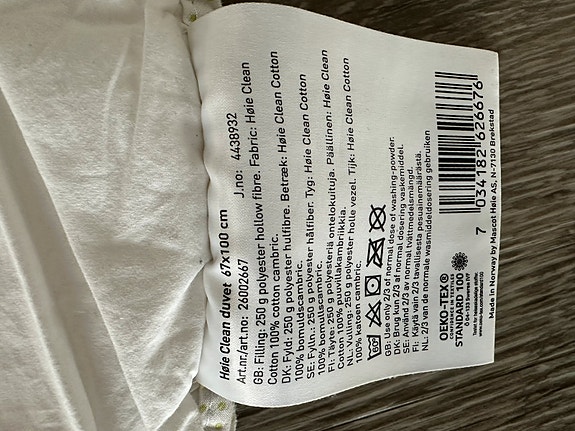 Høie Clean duvet 67x100 cm
Art.nr./art.no: 26002667 J.no: 4438932
GB: Filling: 250 g polyester hollow fibre. Fabric: Høie Clean
Cotton 100% cotton cambric.
DK: Fyld: 250 g polyester hulfibre. Betræk: Høie Clean Cotton
100% bomuldscambric.
SE: Fylln.: 250 g polyester hålfiber. Tyg: Høie Clean Cotton
100% bomullscambric.
FI: Täyte: 250 g polyesteriä ontelokuituja. Päällinen: Høie Clean
Cotton 100% puuvillakambriikkia.
NL: Vulling: 250 g polyester holle vezel. Tijk: Høie Clean Cotton
100% katoen cambric.
60
GB: Use only 2/3 of normal dose of washing-powder.
DK: Brug kun 2/3 af normal dosering vaskemiddel.
SE: Använd 2/3 av normal tvättmedelsmängd.
FI: Käytä vain 2/3 tavallisesta pesuainemäärästä.
NL: 2/3 van de normale wasmiddeldosering gebruiken
OEKO-TEX®
CONFIDENCE IN TEXTILES
STANDARD 100
7 034182 626676
Made in Norway by Mascot Høie AS, N-7130 Brekstad